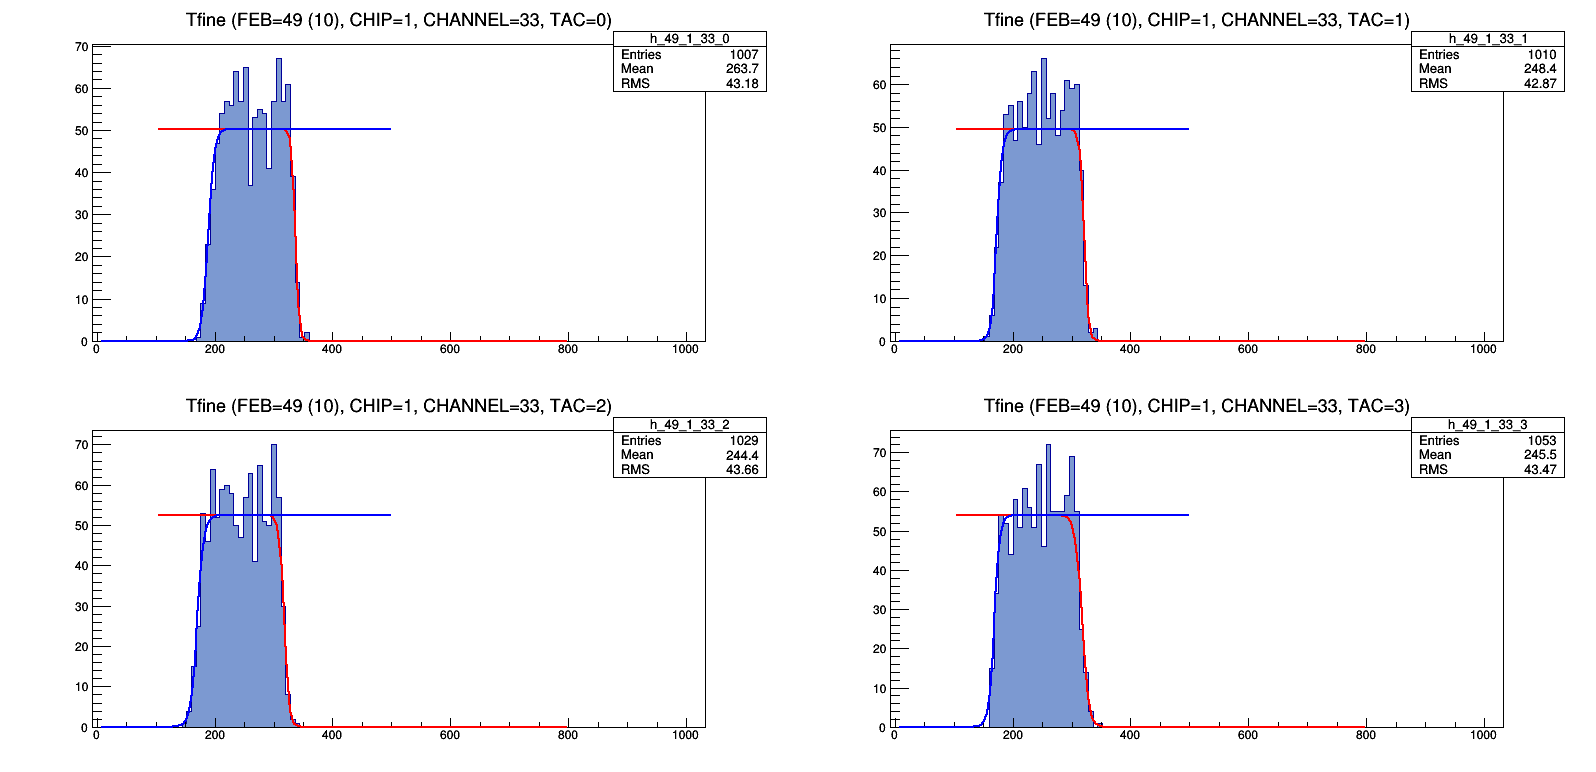 Tfine (FEB=49 (10), CHIP=1, CHANNEL=33, TAC=0)
h_49_1_33_0
Entries 1007
Mean 263.7
RMS 43.18
70
60
50
40
30
20
10
0
0 200 400 600 800 1000
Tfine (FEB=49 (10), CHIP=1, CHANNEL=33, TAC=1)
h_49_1_33_1
Entries 1010
Mean 248.4
RMS 42.87
60
50
40
30
20
10
0
0 200 400 600 800 1000
Tfine (FEB=49 (10), CHIP=1, CHANNEL=33, TAC=2)
h_49_1_33_2
Entries 1029
Mean 244.4
RMS 43.66
70
60
50
40
30
20
10
0
0 200 400 600 800 1000
Tfine (FEB=49 (10), CHIP=1, CHANNEL=33, TAC=3)
h_49_1_33_3
Entries 1053
Mean 245.5
RMS 43.47
70
60
50
40
30
20
10
0
0 200 400 600 800 1000